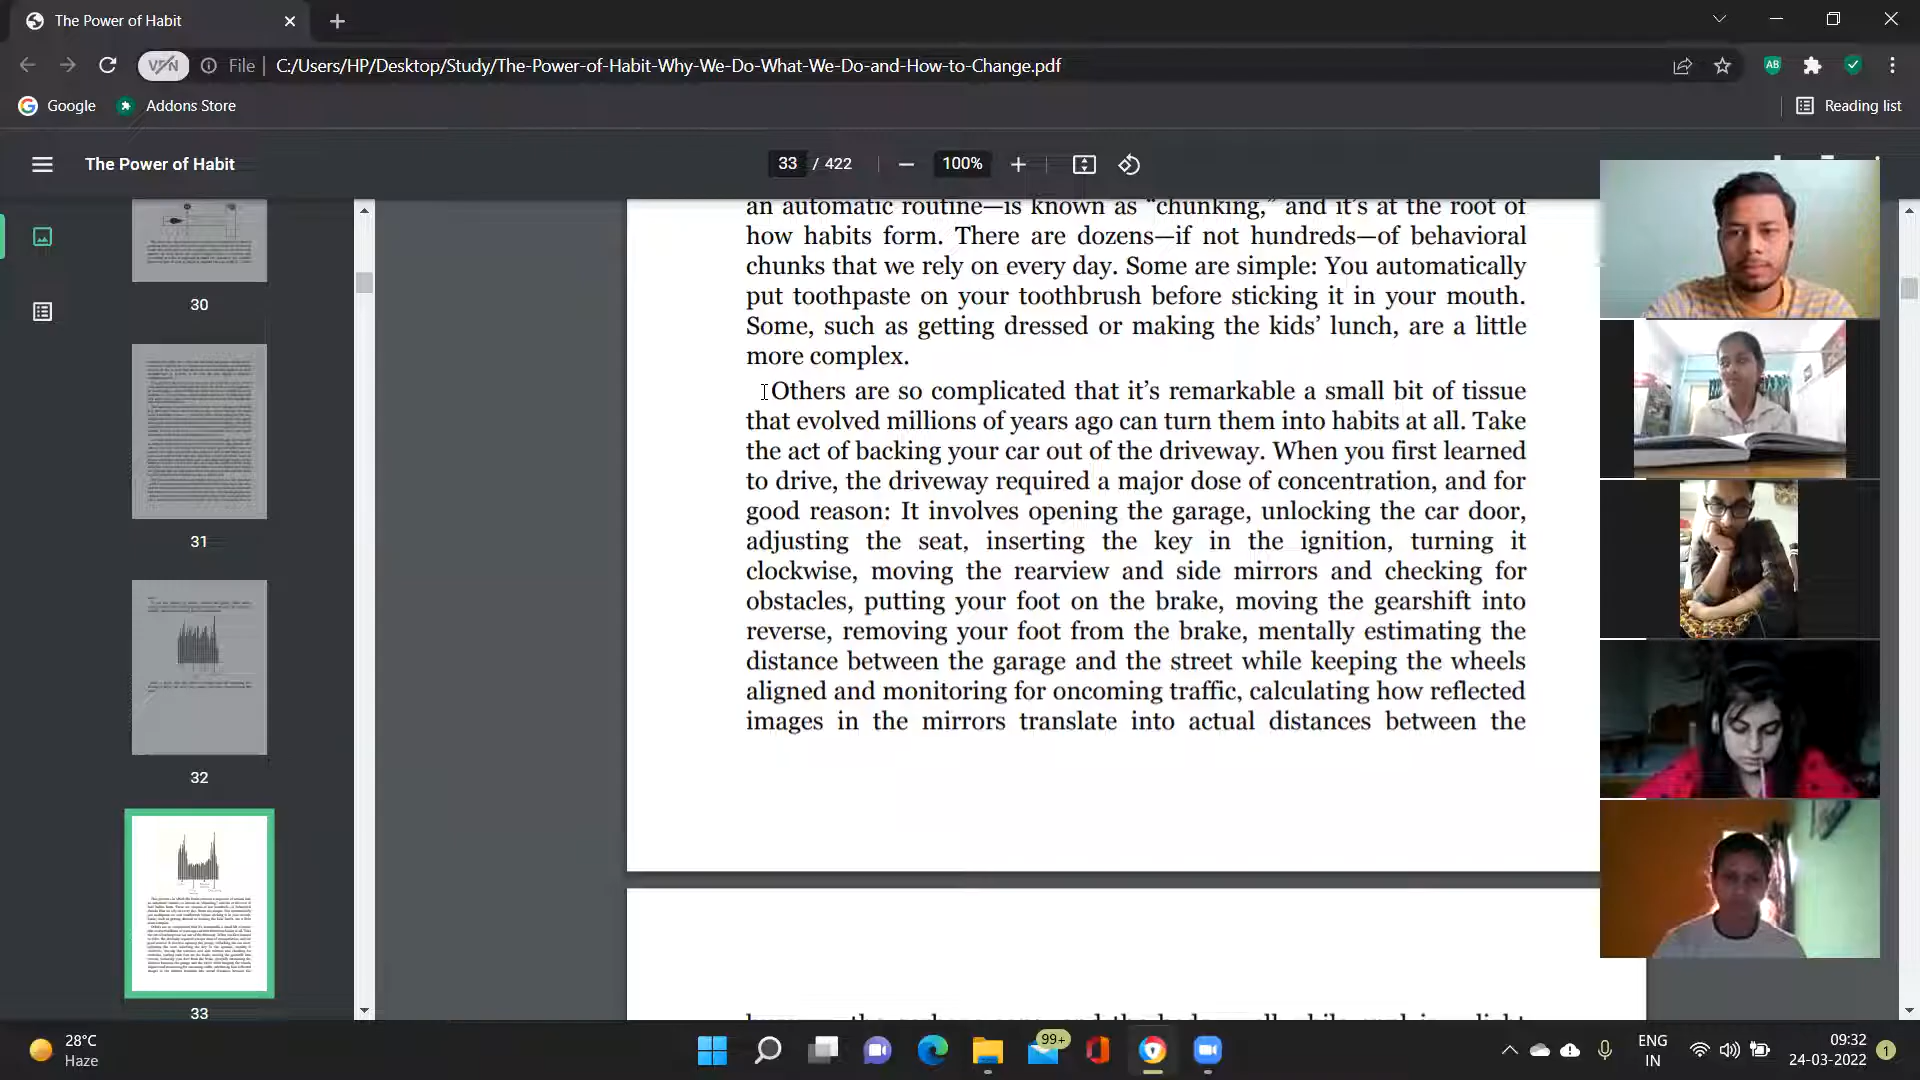 The Power of Habit
File
C:/Users/HP/Desktop/Study/The-Power-of-Habit-Why-We-Do-What-We-Do-and-How-to-Change.pdf
Google
Addons Store
Reading list
The Power of Habit
33 / 422
100%
an automatic routine—is known as “chunking,” and it’s at the root of
how habits form. There are dozens—if not hundreds—of behavioral
chunks that we rely on every day. Some are simple: You automatically
put toothpaste on your toothbrush before sticking it in your mouth.
Some, such as getting dressed or making the kids’ lunch, are a little
more complex.
Others are so complicated that it’s remarkable a small bit of tissue
that evolved millions of years ago can turn them into habits at all. Take
the act of backing your car out of the driveway. When you first learned
to drive, the driveway required a major dose of concentration, and for
good reason: It involves opening the garage, unlocking the car door,
adjusting the seat, inserting the key in the ignition, turning it
clockwise, moving the rearview and side mirrors and checking for
obstacles, putting your foot on the brake, moving the gearshift into
reverse, removing your foot from the brake, mentally estimating the
distance between the garage and the street while keeping the wheels
aligned and monitoring for oncoming traffic, calculating how reflected
images in the mirrors translate into actual distances between the
30
31
32
33
28°C
Haze
99+
ENG
IN
09:32
24-03-2022
1
VPN
AB